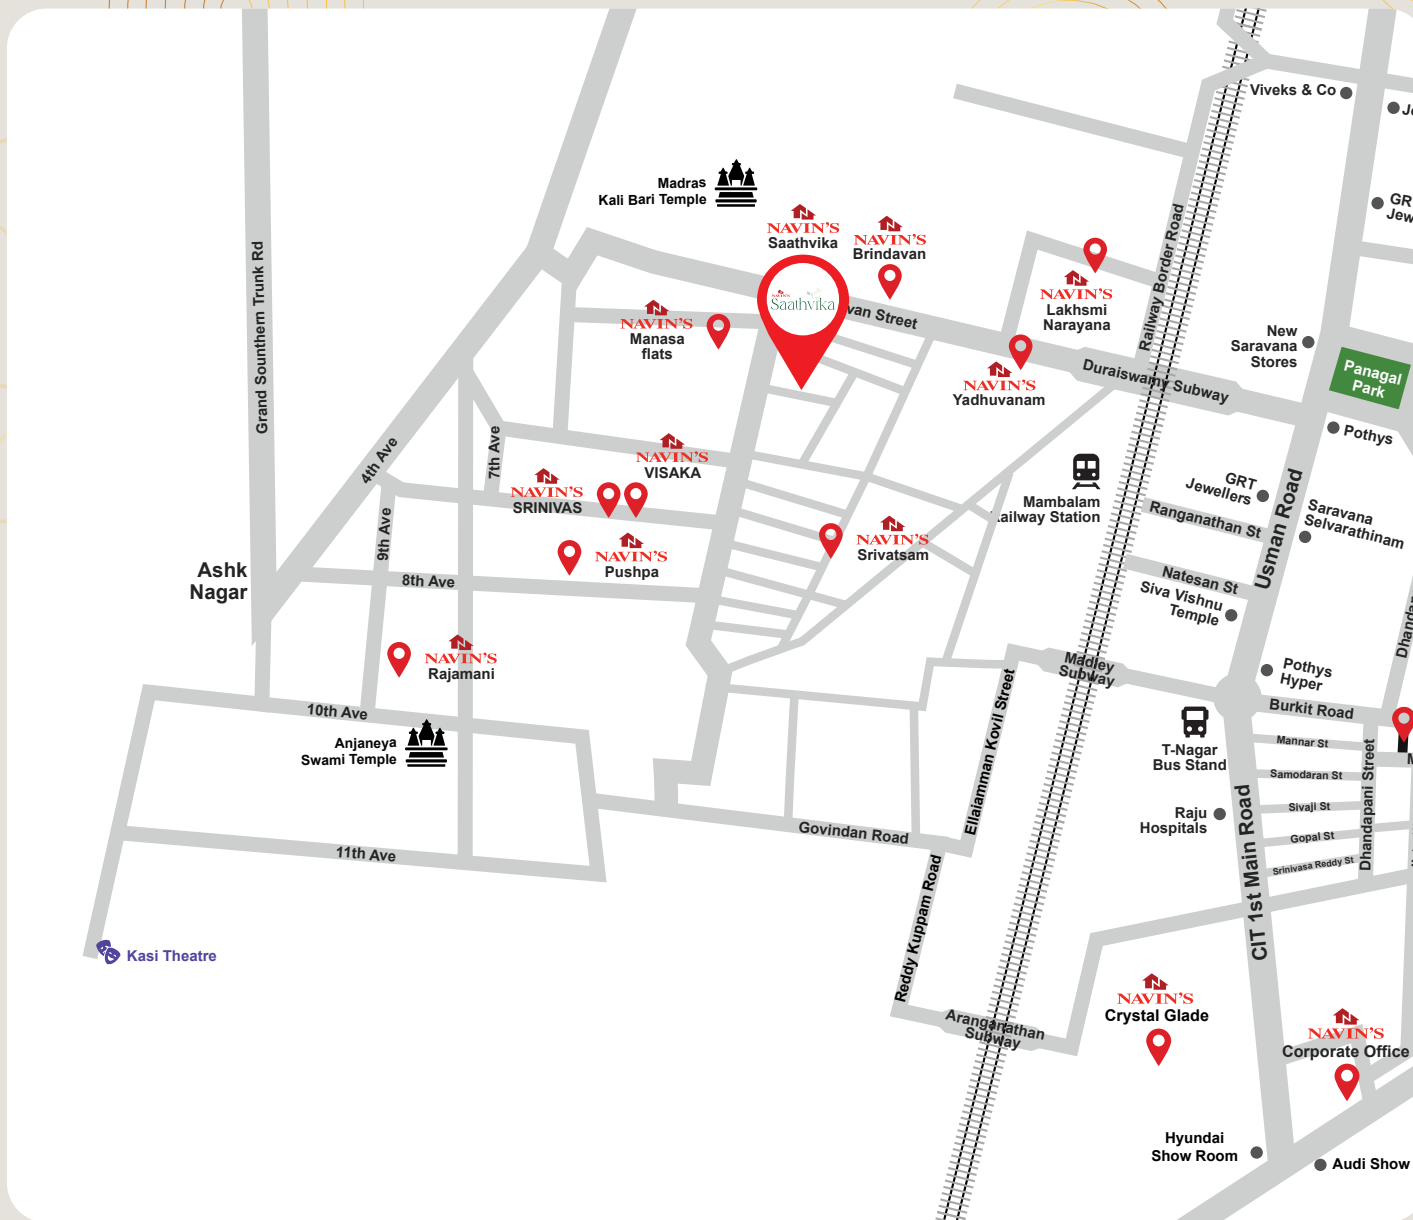 Viveks & Co
Madras
Kali Bari Temple
NAVIN'S
Saathvika
NAVIN'S
Brindavan
NAVIN'S
Saathvika
van Street
NAVIN'S
Manasa
flats
NAVIN'S
Lakhsmi
Narayana
Railway Border Road
GR
Jew
New
Saravana
Stores
Panagal
Park
NAVIN'S
Yadhuvanam
Duraiswamy Subway
Pothys
Grand Sounthern Trunk Rd
4th Ave
7th Ave
9th Ave
NAVIN'S
VISAKA
NAVIN'S
SRINIVAS
NAVIN'S
Pushpa
NAVIN'S
Srivatsam
Mambalam
ailway Station
GRT
Jewellers
Ranganathan St
Usman Road
Saravana
Selvarathinam
Natesan St
Siva Vishnu
Temple
Ashk
Nagar
8th Ave
NAVIN'S
Rajamani
Madley
Subway
Pothys
Hyper
Burkit Road
10th Ave
Anjaneya
Swami Temple
Ellaiamman Kovil Street
T-Nagar
Bus Stand
Mannar St
Samodaran St
Sivaji St
Gopal St
Srinivasa Reddy St
Dhandapani Street
Raju
Hospitals
CIT 1st Main Road
Govindan Road
11th Ave
Reddy Kuppam Road
Kasi Theatre
Aranganathan
Subway
NAVIN'S
Crystal Glade
NAVIN'S
Corporate Office
Hyundai
Show Room
Audi Show